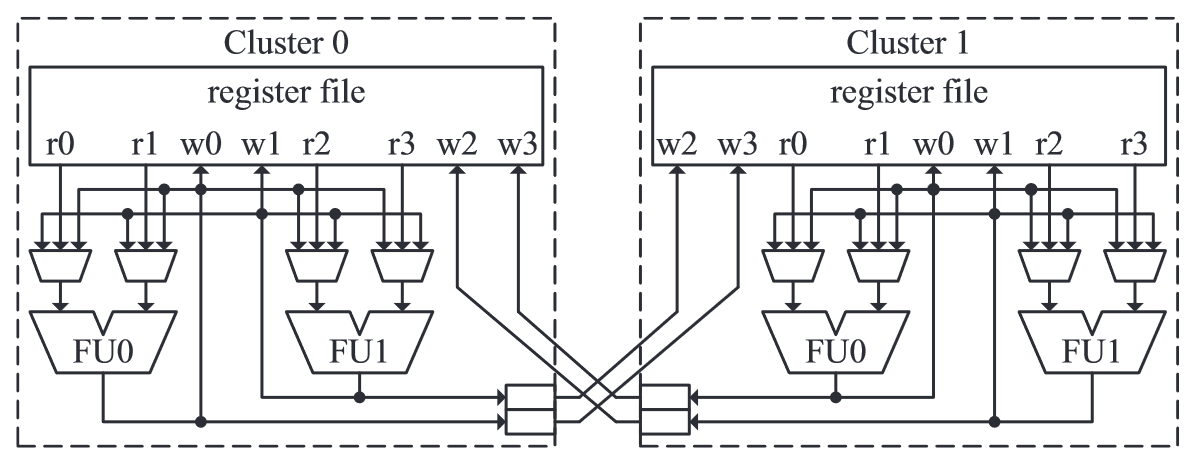 Cluster 0
register file
r0 r1 w0 w1 r2 r3 w2 w3
FU0 FU1
Cluster 1
register file
w2 w3 r0 r1 w0 w1 r2 r3
FU0 FU1